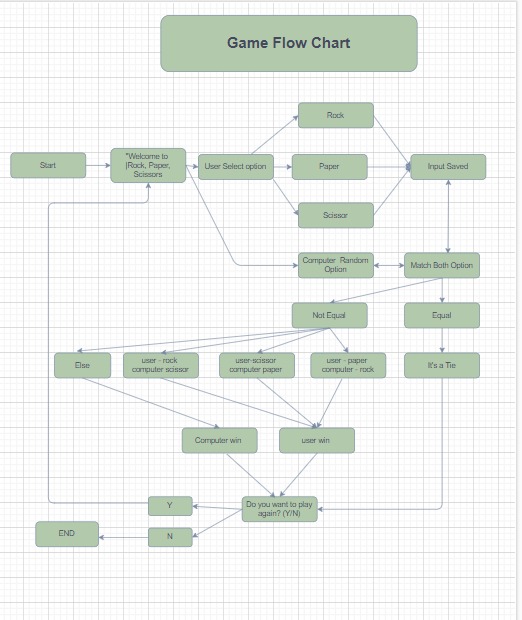 Game Flow Chart
Rock
Start
"Welcome to
|Rock, Paper,
Scissors
User Select option
Paper
Input Saved
Scissor
Computer Random
Option
Match Both Option
Not Equal
Equal
Else
user - rock
computer scissor
user-scissor
computer paper
user - paper
computer - rock
It's a Tie
Computer win
user win
Y
Do you want to play
again? (Y/N)
END
N